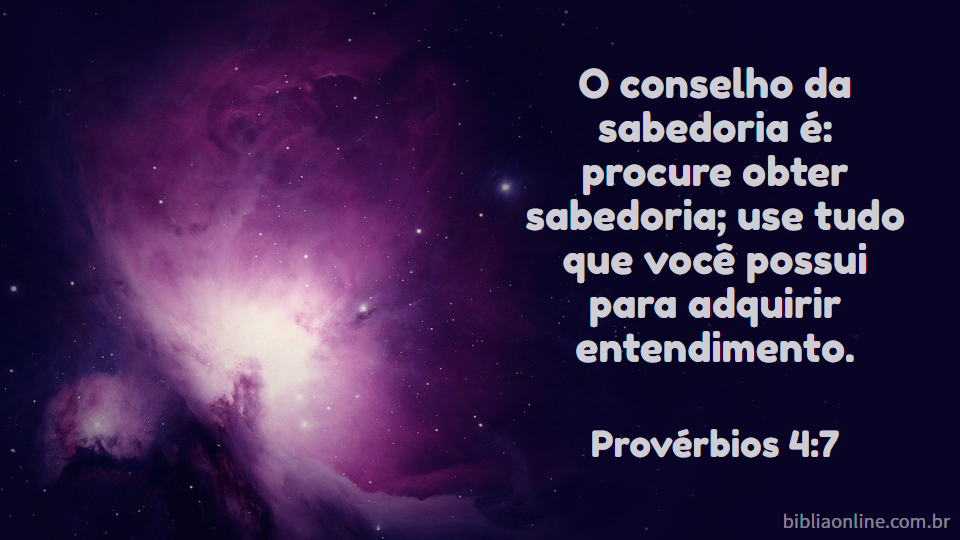 O conselho da
sabedoria é:
procure obter
sabedoria; use tudo
que você possui
para adquirir
entendimento.
Provérbios 4:7
bibliaonline.com.br